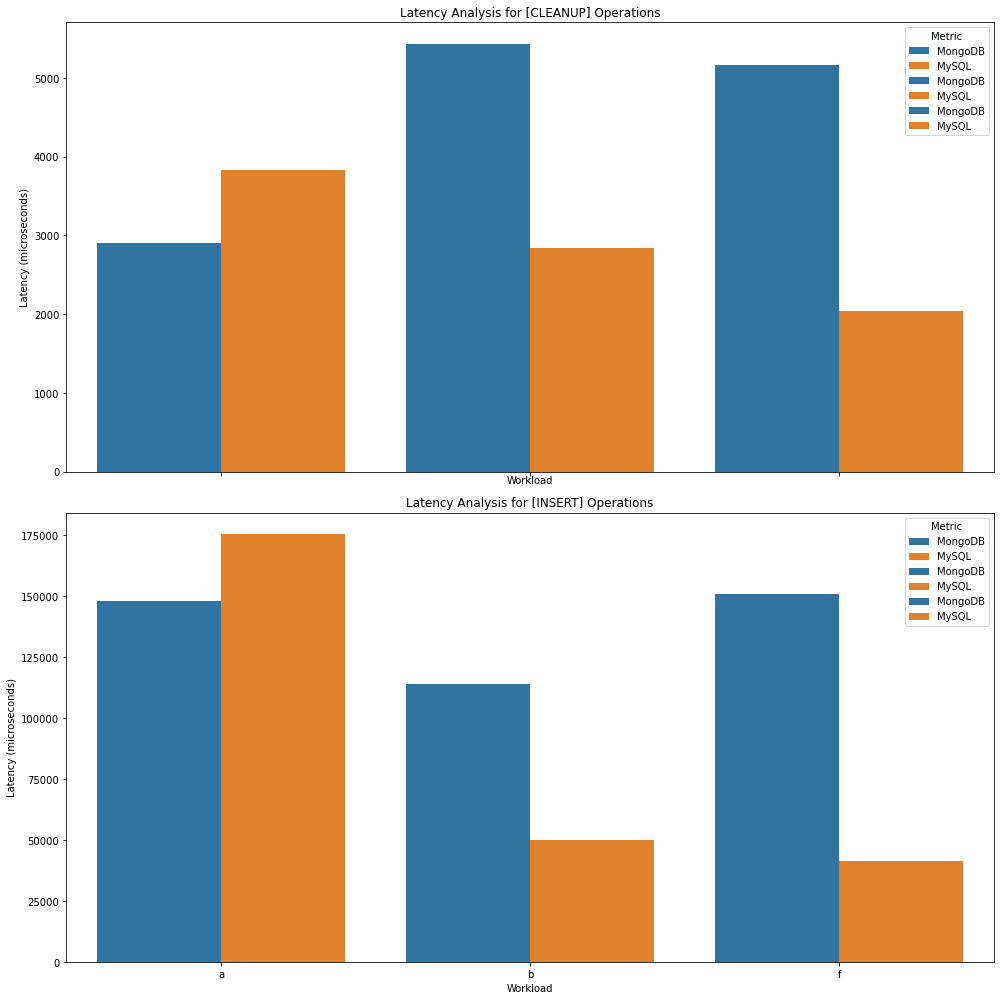 Latency Analysis for [CLEANUP] Operations
Metric
MongoDB
MySQL
MongoDB
MySQL
MongoDB
MySQL
Latency (microseconds)
5000
4000
3000
2000
1000
0
Workload
Latency Analysis for [INSERT] Operations
Metric
MongoDB
MySQL
MongoDB
MySQL
MongoDB
MySQL
Latency (microseconds)
175000
150000
125000
100000
75000
50000
25000
0
a b f
Workload